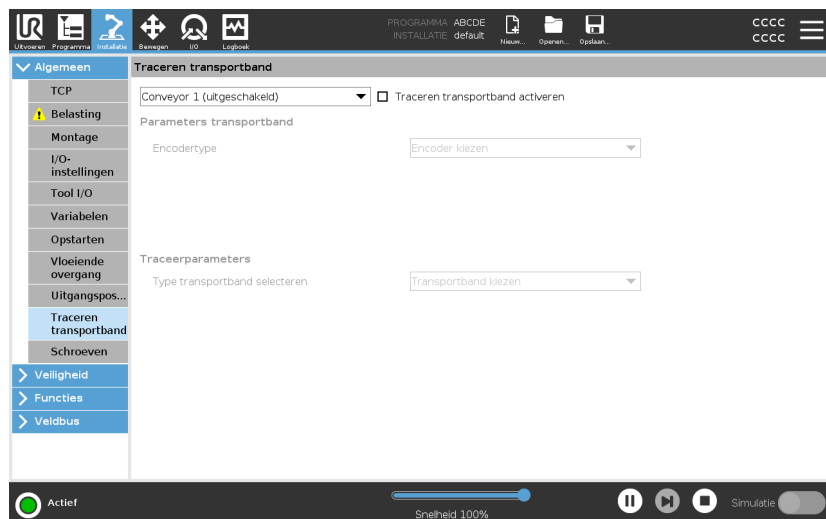 UR
PROGRAMMA ABCDE
INSTALLATIE default
CCCC
CCCC
Uitvoeren Programma Installatie Bewegen I/O Logboek Nieuw... Openen... Opslaan...
Algemeen
Traceren transportband
TCP
Conveyor 1 (uitgeschakeld) Traceren transportband activeren
Belasting
Parameters transportband
Montage
Encodertype Encoder kiezen
I/O-
instellingen
Tool I/O
Variabelen
Opstarten
Vloeiende
overgang
Traceerparameters
Type transportband selecteren Transportband kiezen
Uitgangspos...
Traceren
transportband
Schroeven
Veiligheid
Functies
Veldbus
Actief
Snelheid 100%
Simulatie